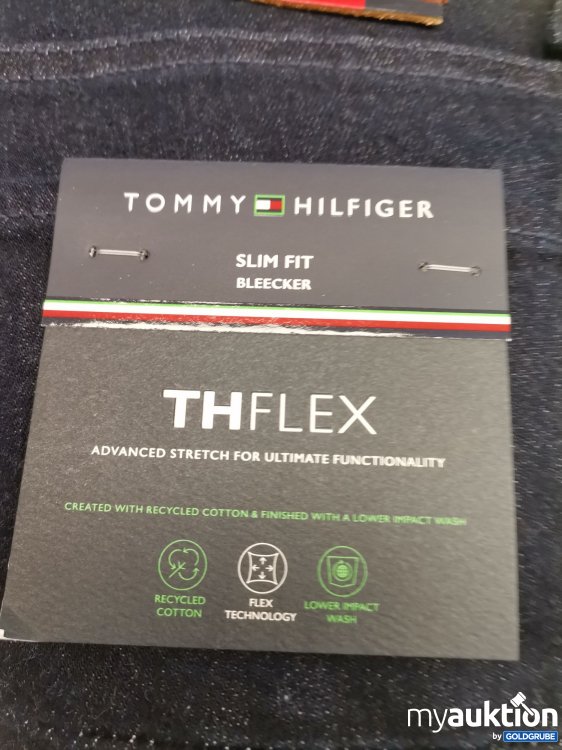 TOMMY HILFIGER
SLIM FIT
BLEECKER
THFLEX
ADVANCED STRETCH FOR ULTIMATE FUNCTIONALITY
CREATED WITH RECYCLED COTTON & FINISHED WITH A LOWER IMPACT WASH
RECYCLED
COTTON
FLEX
TECHNOLOGY
LOWER IMPACT
WASH
myauktion
by GOLDGRUBE